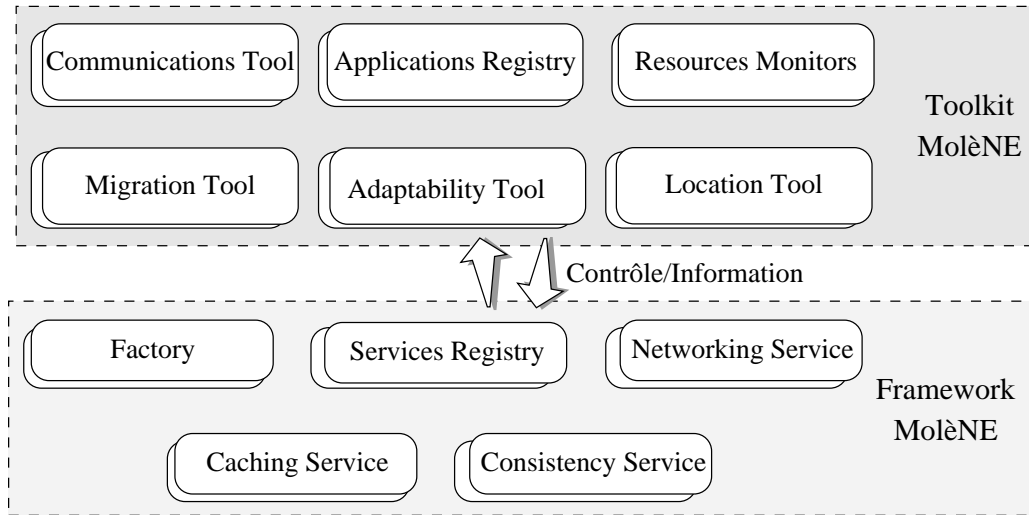 Communications Tool
Applications Registry
Resources Monitors
Toolkit
MolèNE
Migration Tool
Adaptability Tool
Location Tool
Contrôle/Information
Factory
Services Registry
Networking Service
Framework
MolèNE
Caching Service
Consistency Service